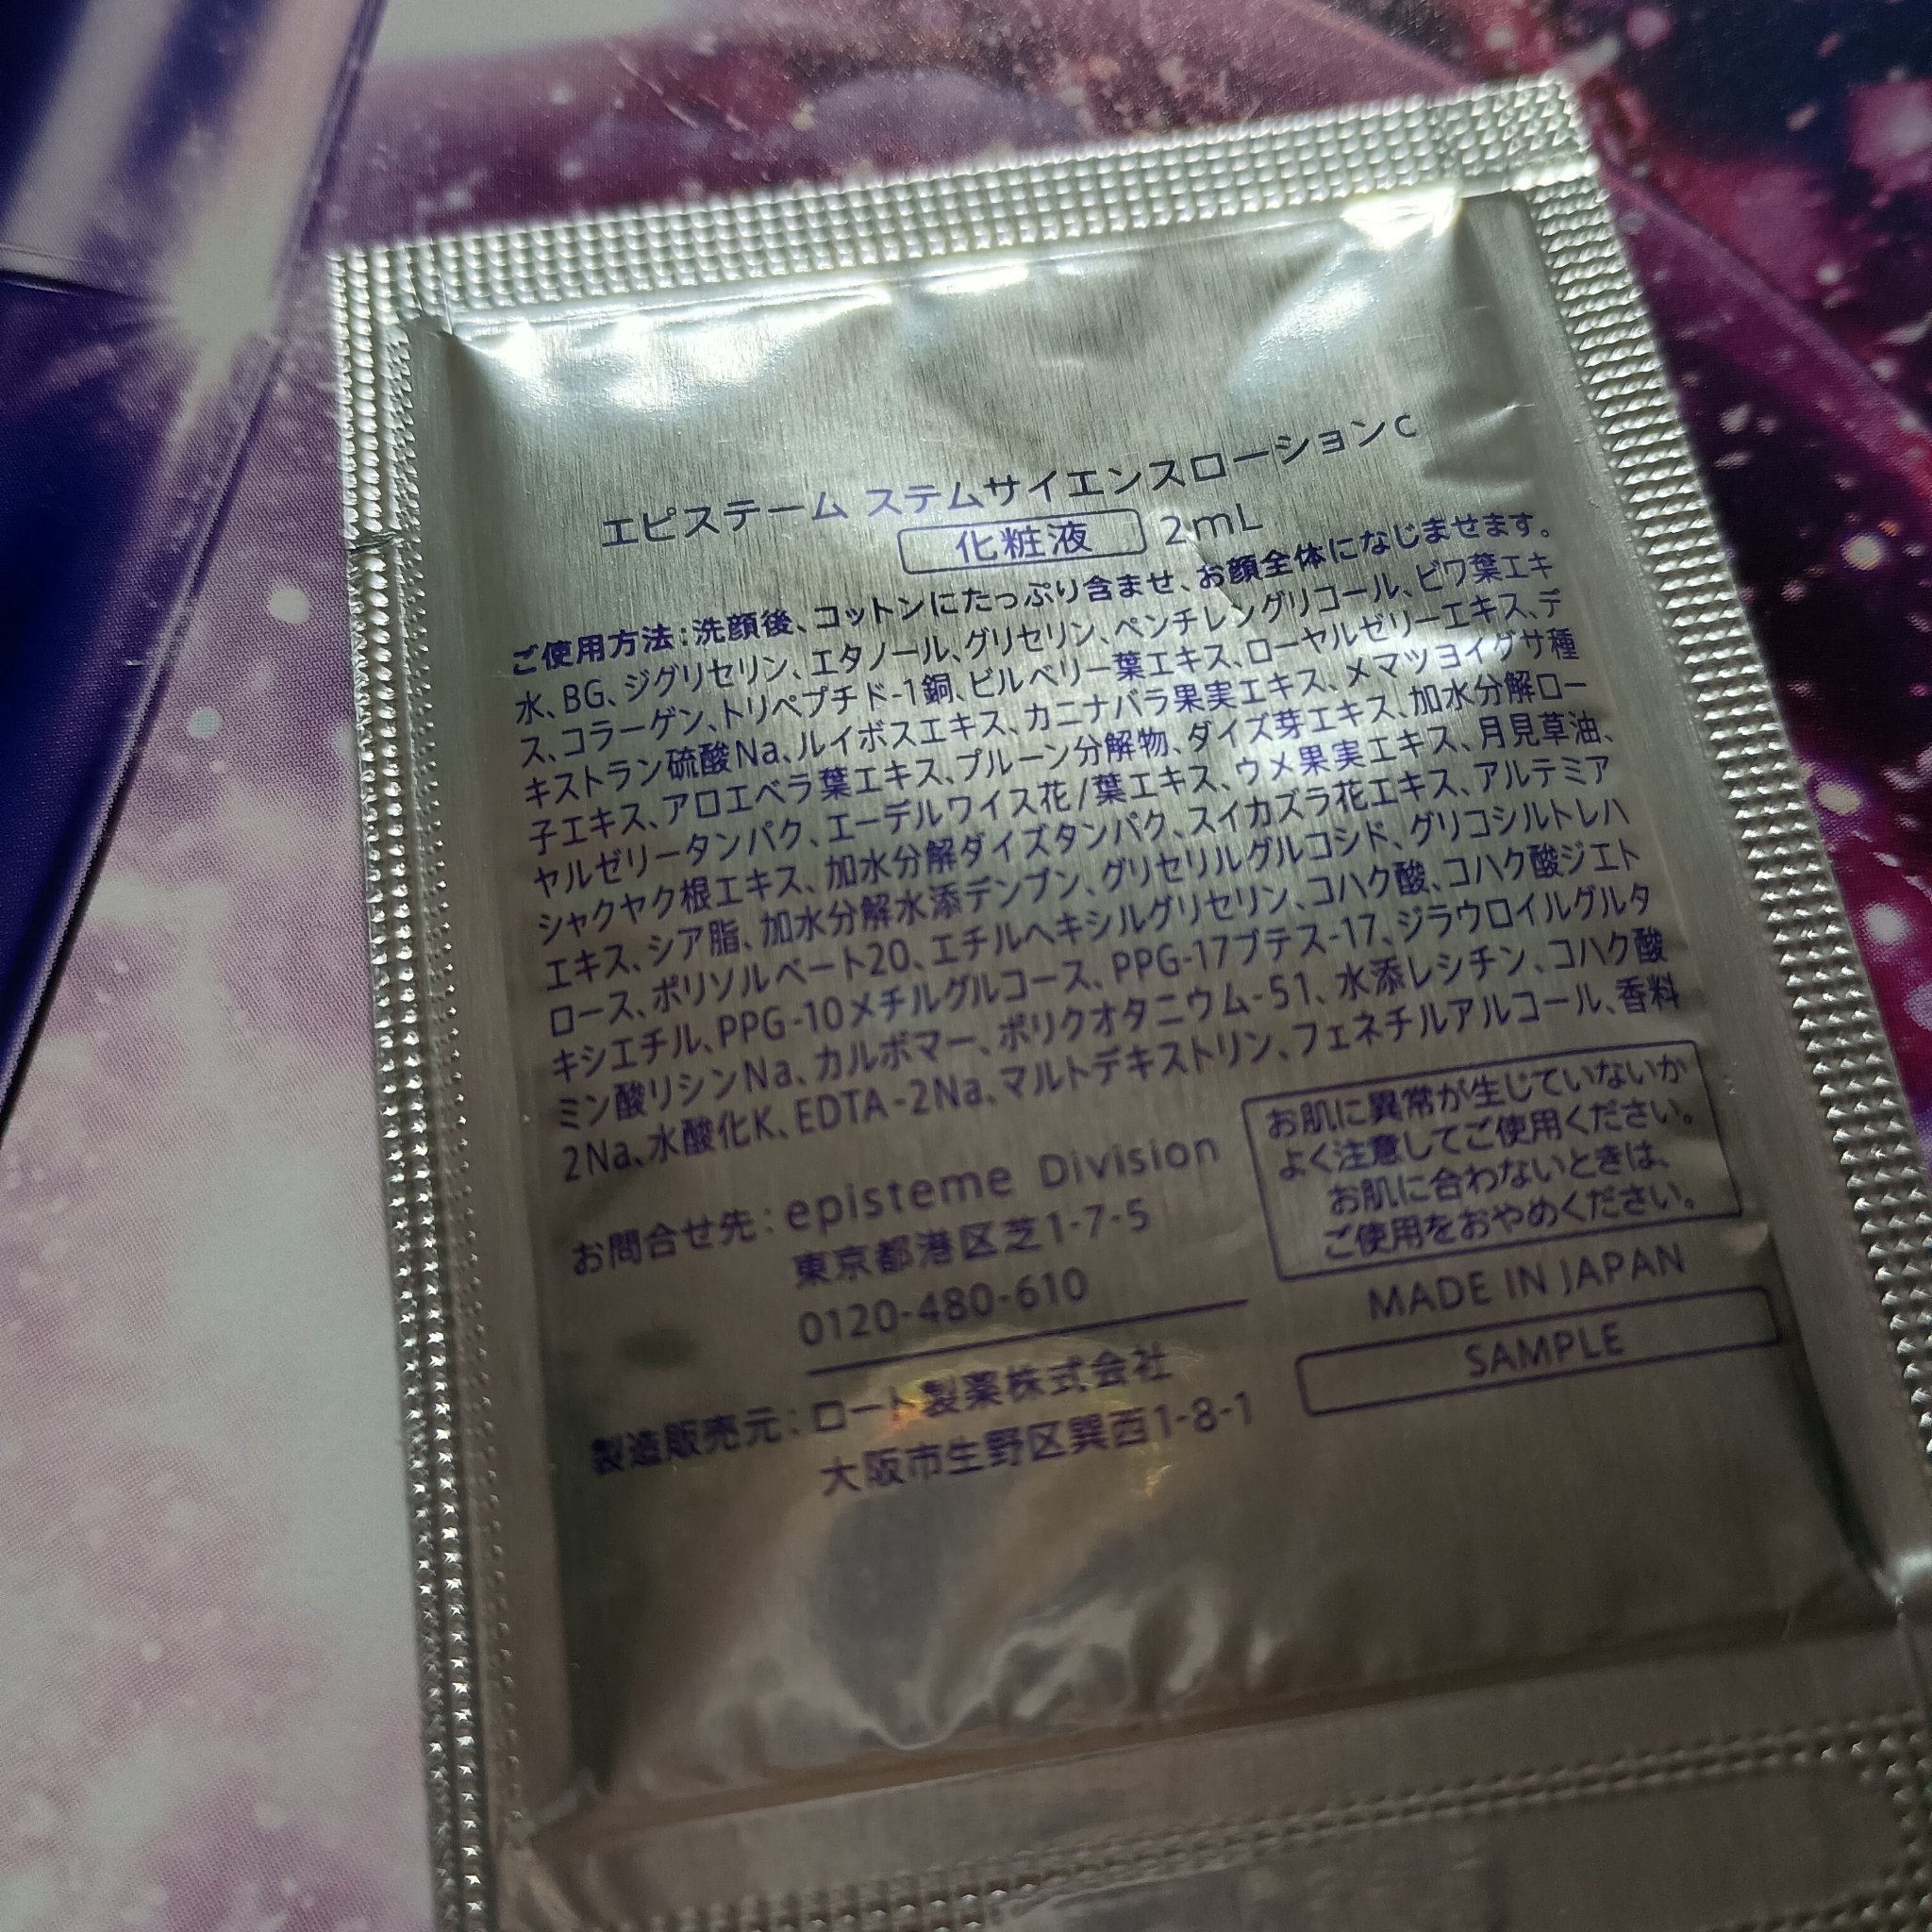 エピステーム ステムサイエンスローションc
化粧液 2mL
ご使用方法:洗顔後、コットンにたっぷり含ませ、お顔全体になじませます。
水、BG、ジグリセリン、エタノール、グリセリン、ペンチレングリコール、ビワ葉エキ
ス、コラーゲン、トリペプチド-1銅、ビルベリー葉エキス、ローヤルゼリーエキス、デ
キストラン硫酸Na、ルイボスエキス、カニナバラ果実エキス、メマツヨイグサ種
子エキス、アロエベラ葉エキス、プルーン分解物、ダイズ芽エキス、加水分解ロー
ヤルゼリータンパク、エーデルワイス花/葉エキス、ウメ果実エキス、月見草油、
シャクヤク根エキス、加水分解ダイズタンパク、スイカズラ花エキス、アルテミア
エキス、シア脂、加水分解水添デンプン、グリセリルグルコシド、グリコシルトレハ
ロース、ポリソルベート20、エチルヘキシルグリセリン、コハク酸、コハク酸ジエト
キシエチル、PPG-10メチルグルコース、PPG-17ブテス-17、ジラウロイルグルタ
ミン酸リシンNa、カルボマー、ポリクオタニウム-51、水添レシチン、コハク酸
2Na、水酸化K、EDTA-2Na、マルトデキストリン、フェネチルアルコール、香料
お問合せ先:episteme Division
東京都港区芝1-7-5
0120-480-610
製造販売元:ロート製薬株式会社
大阪市生野区巽西1-8-1
お肌に異常が生じていないか
よく注意してご使用ください。
お肌に合わないときは、
ご使用をおやめください。
MADE IN JAPAN
SAMPLE